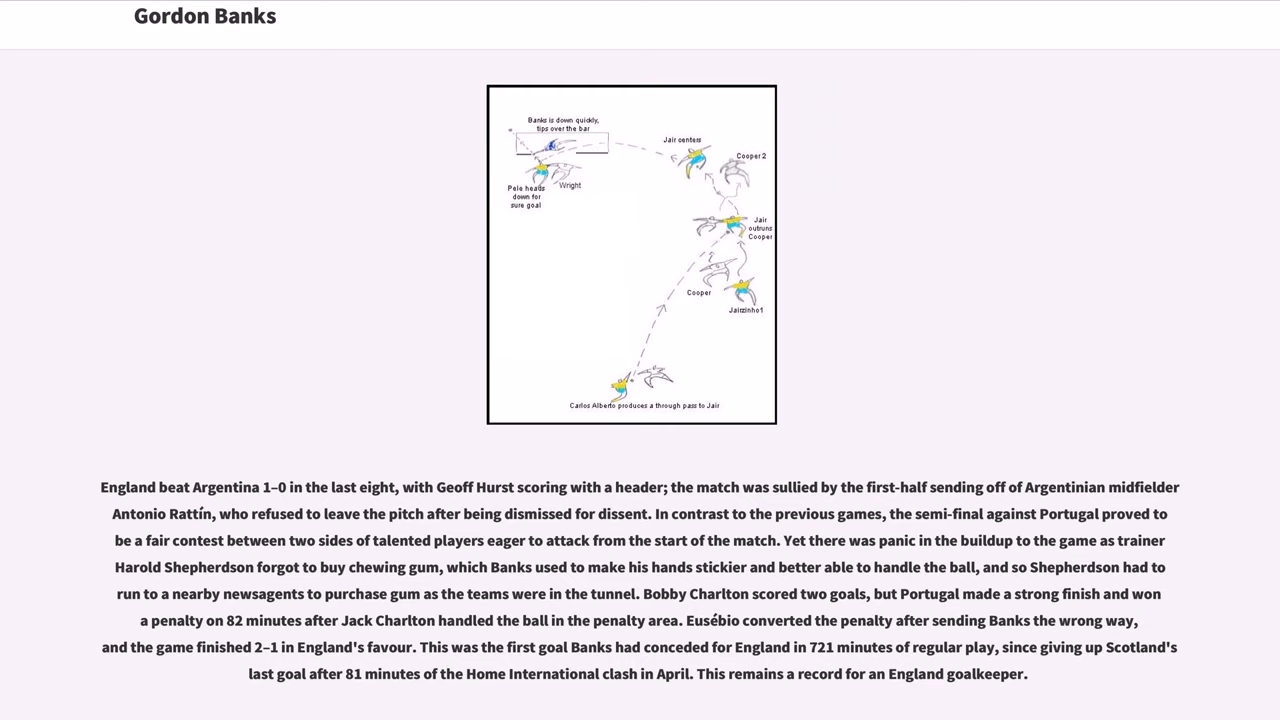 Gordon Banks
Banks is down quickly,
tips over the bar
Jair centers
Cooper 2
Pele heads
down for
sure goal
Wright
Jair
outruns
Cooper
Cooper
Jairzinho1
Carlos Alberto produces a through pass to Jair
England beat Argentina 1–0 in the last eight, with Geoff Hurst scoring with a header; the match was sullied by the first-half sending off of Argentinian midfielder
Antonio Rattín, who refused to leave the pitch after being dismissed for dissent. In contrast to the previous games, the semi-final against Portugal proved to
be a fair contest between two sides of talented players eager to attack from the start of the match. Yet there was panic in the buildup to the game as trainer
Harold Shepherdson forgot to buy chewing gum, which Banks used to make his hands stickier and better able to handle the ball, and so Shepherdson had to
run to a nearby newsagents to purchase gum as the teams were in the tunnel. Bobby Charlton scored two goals, but Portugal made a strong finish and won
a penalty on 82 minutes after Jack Charlton handled the ball in the penalty area. Eusébio converted the penalty after sending Banks the wrong way,
and the game finished 2–1 in England's favour. This was the first goal Banks had conceded for England in 721 minutes of regular play, since giving up Scotland's
last goal after 81 minutes of the Home International clash in April. This remains a record for an England goalkeeper.